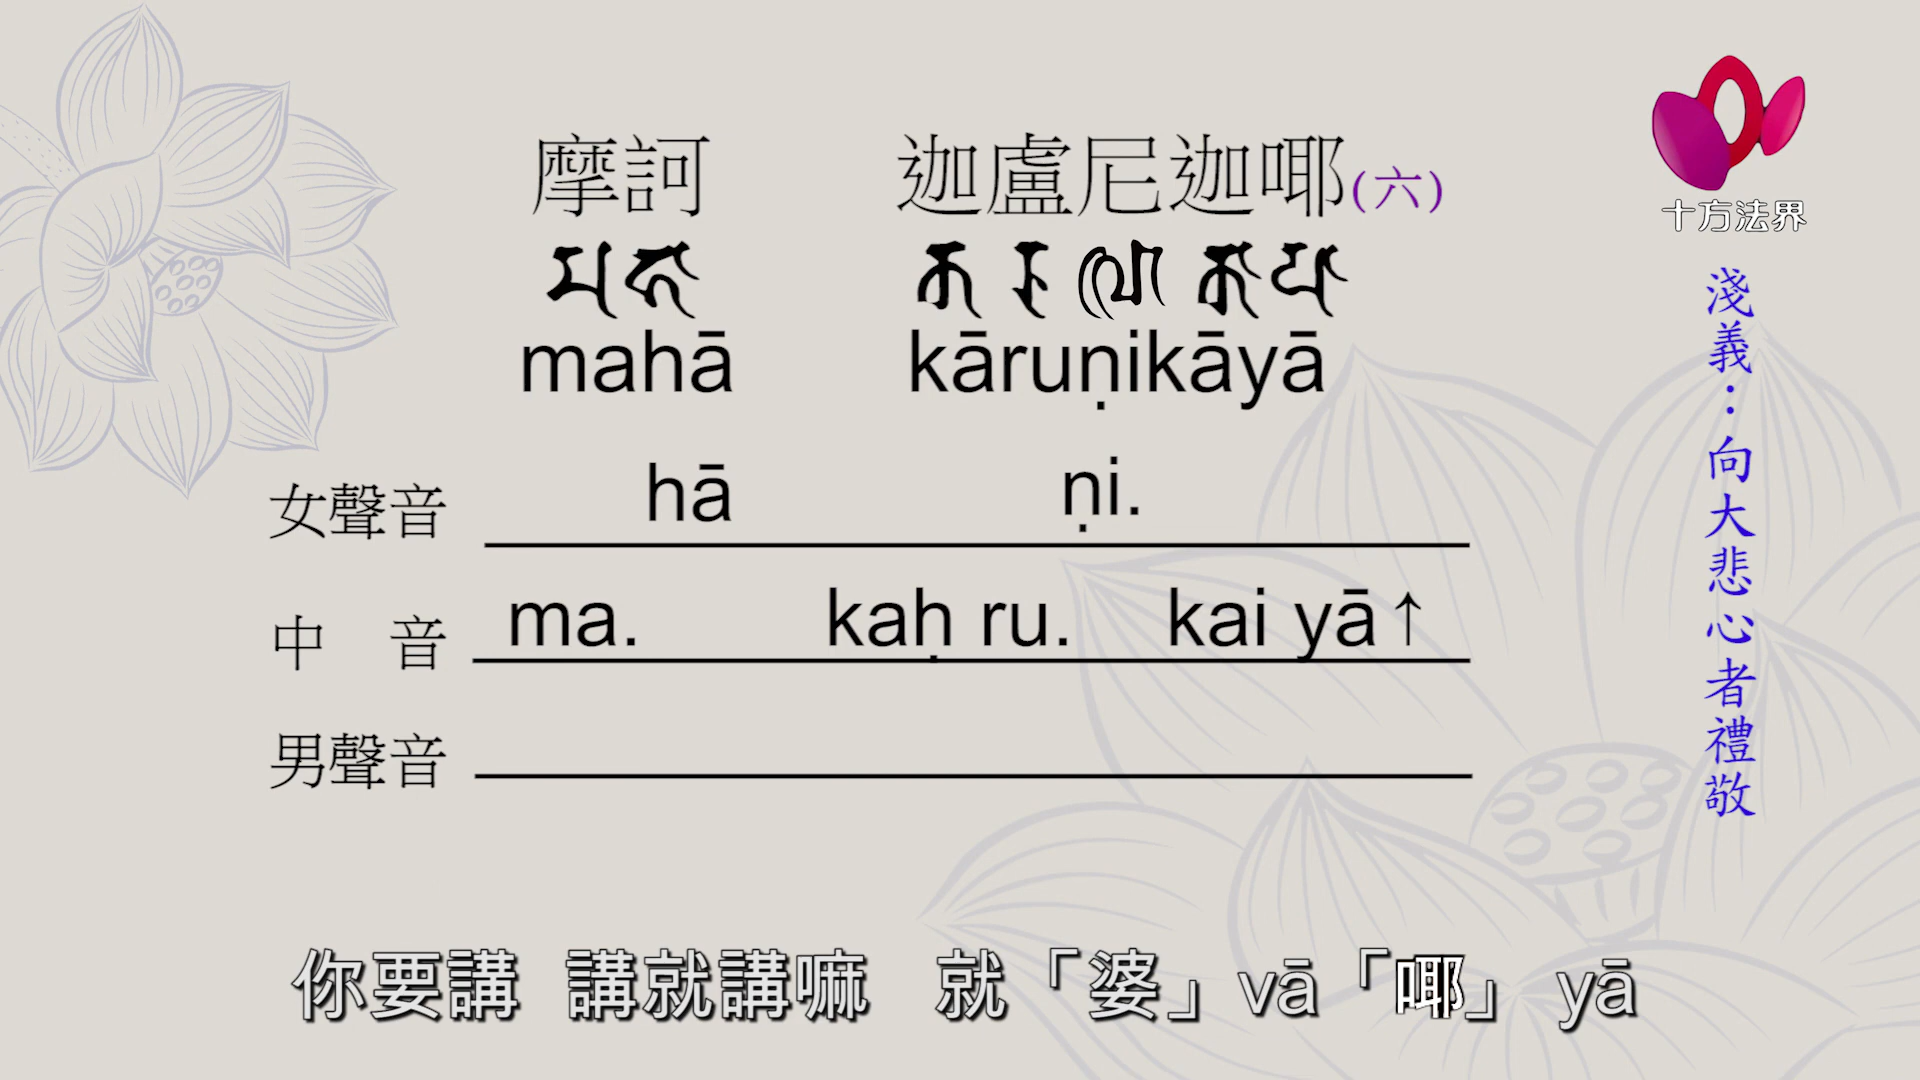 摩訶 迦盧尼迦哪(六)
mahā kāruṇikāyā
女聲音 hā ṇi.
中 音 ma. kaḥ ru. kai yā↑
男聲音
十方法界
淺義：向大悲心者禮敬
你要講 講就講嘛 就「婆」vā「哪」yā